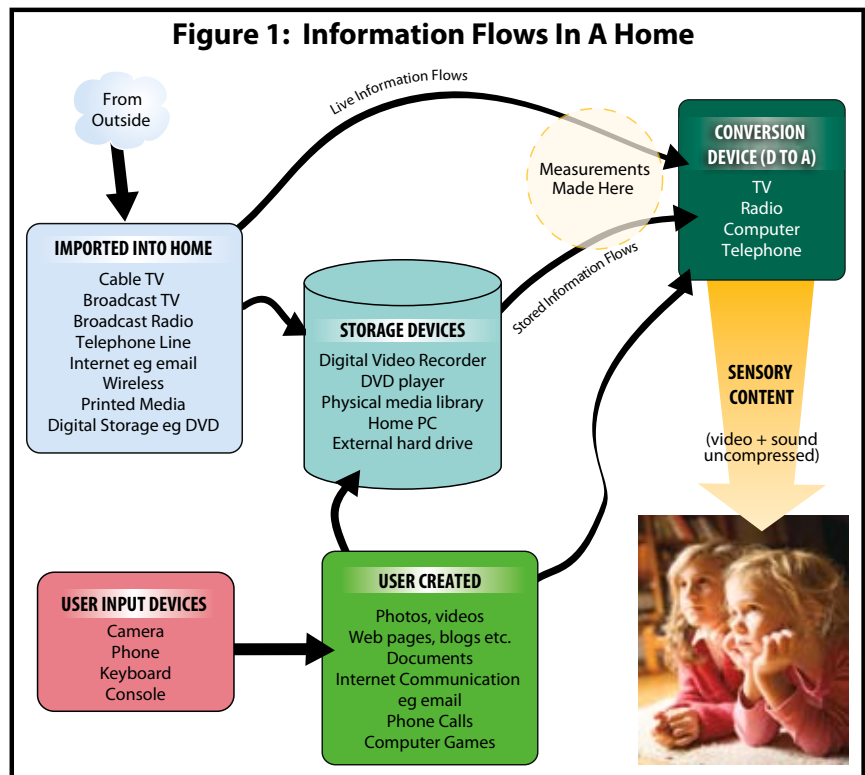 Figure 1: Information Flows In A Home
From
Outside
Live Information Flows
Measurements
Made Here
CONVERSION
DEVICE (D TO A)
TV
Radio
Computer
Telephone
IMPORTED INTO HOME
Cable TV
Broadcast TV
Broadcast Radio
Telephone Line
Internet eg email
Wireless
Printed Media
Digital Storage eg DVD
STORAGE DEVICES
Digital Video Recorder
DVD player
Physical media library
Home PC
External hard drive
Stored Information Flows
SENSORY
CONTENT
(video + sound
uncompressed)
USER INPUT DEVICES
Camera
Phone
Keyboard
Console
USER CREATED
Photos, videos
Web pages, blogs etc.
Documents
Internet Communication
eg email
Phone Calls
Computer Games